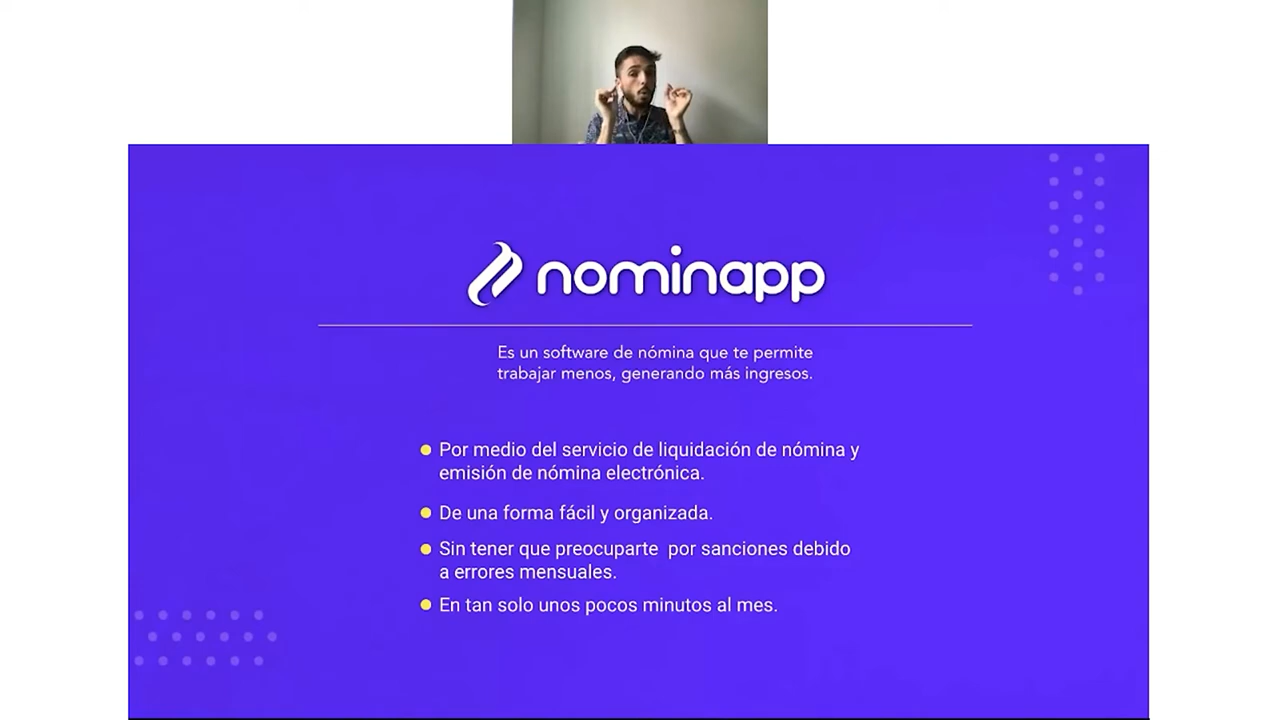 nominapp
Es un software de nómina que te permite
trabajar menos, generando más ingresos.
Por medio del servicio de liquidación de nómina y
emisión de nómina electrónica.
De una forma fácil y organizada.
Sin tener que preocuparte  por sanciones debido
a errores mensuales.
En tan solo unos pocos minutos al mes.